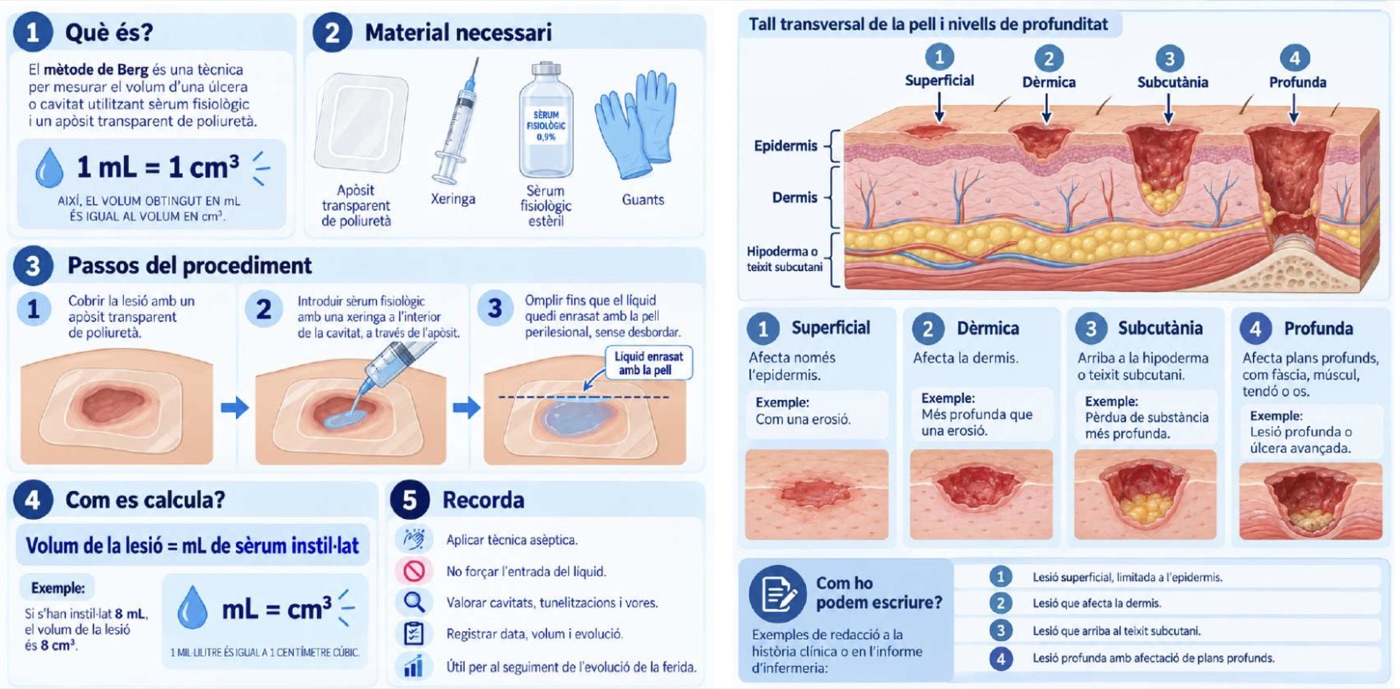 1 Què és?
El mètode de Berg és una tècnica
per mesurar el volum d'una úlcera
o cavitat utilitzant sèrum fisiològic
i un apòsit transparent de poliuretà.
1 mL = 1 cm³
AIXÍ, EL VOLUM OBTINGUT EN mL
ÉS IGUAL AL VOLUM EN cm³.
2 Material necessari
SÈRUM
FISIOLÒGIC
0,9%
Apòsit
transparent
de poliuretà
Xeringa
Sèrum
fisiològic
estèril
Guants
3 Passos del procediment
1
Cobrir la lesió amb un
apòsit transparent
de poliuretà.
2
Introduir sèrum fisiològic
amb una xeringa a l'interior
de la cavitat, a través de l'apòsit.
3
Omplir fins que el líquid
quedi enrasat amb la pell
perilesional, sense desbordar.
Líquid enrasat
amb la pell
4 Com es calcula?
Volum de la lesió = mL de sèrum instil·lat
Exemple:
Si s'han instil·lat 8 mL,
el volum de la lesió
és 8 cm³.
mL = cm³
1 MIL·LILITRE ÉS IGUAL A 1 CENTÍMETRE CÚBIC.
5 Recorda
Aplicar tècnica asèptica.
No forçar l'entrada del líquid.
Valorar cavitats, tunelitzacions i vores.
Registrar data, volum i evolució.
Útil per al seguiment de l'evolució de la ferida.
Tall transversal de la pell i nivells de profunditat
1
Superficial
2
Dèrmica
3
Subcutània
4
Profunda
Epidermis
Dermis
Hipoderma o
teixit subcutani
1 Superficial
Afecta només
l'epidermis.
Exemple:
Com una erosió.
2 Dèrmica
Afecta la dermis.
Exemple:
Més profunda que
una erosió.
3 Subcutània
Arriba a la hipoderma
o teixit subcutani.
Exemple:
Pèrdua de substància
més profunda.
4 Profunda
Afecta plans profunds,
com fàscia, múscul,
tendó o os.
Exemple:
Lesió profunda o
úlcera avançada.
Com ho
podem escriure?
Exemples de redacció a la
història clínica o en l'informe
d'infermeria:
1 Lesió superficial, limitada a l'epidermis.
2 Lesió que afecta la dermis.
3 Lesió que arriba al teixit subcutani.
4 Lesió profunda amb afectació de plans profunds.